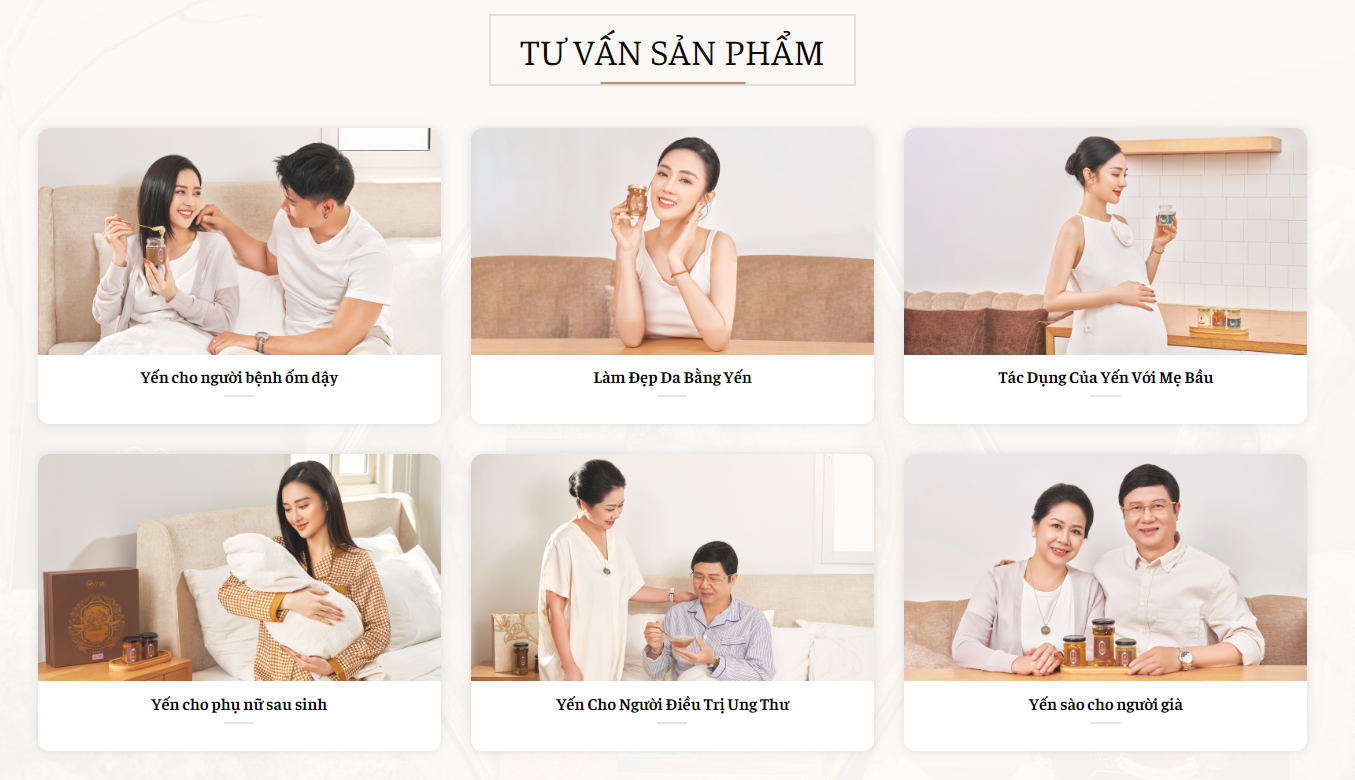 TƯ VẤN SẢN PHẨM
Yến cho người bệnh ốm dậy
Làm Đẹp Da Bằng Yến
Tác Dụng Của Yến Với Mẹ Bầu
Yến cho phụ nữ sau sinh
Yến Cho Người Điều Trị Ung Thư
Yến sào cho người già